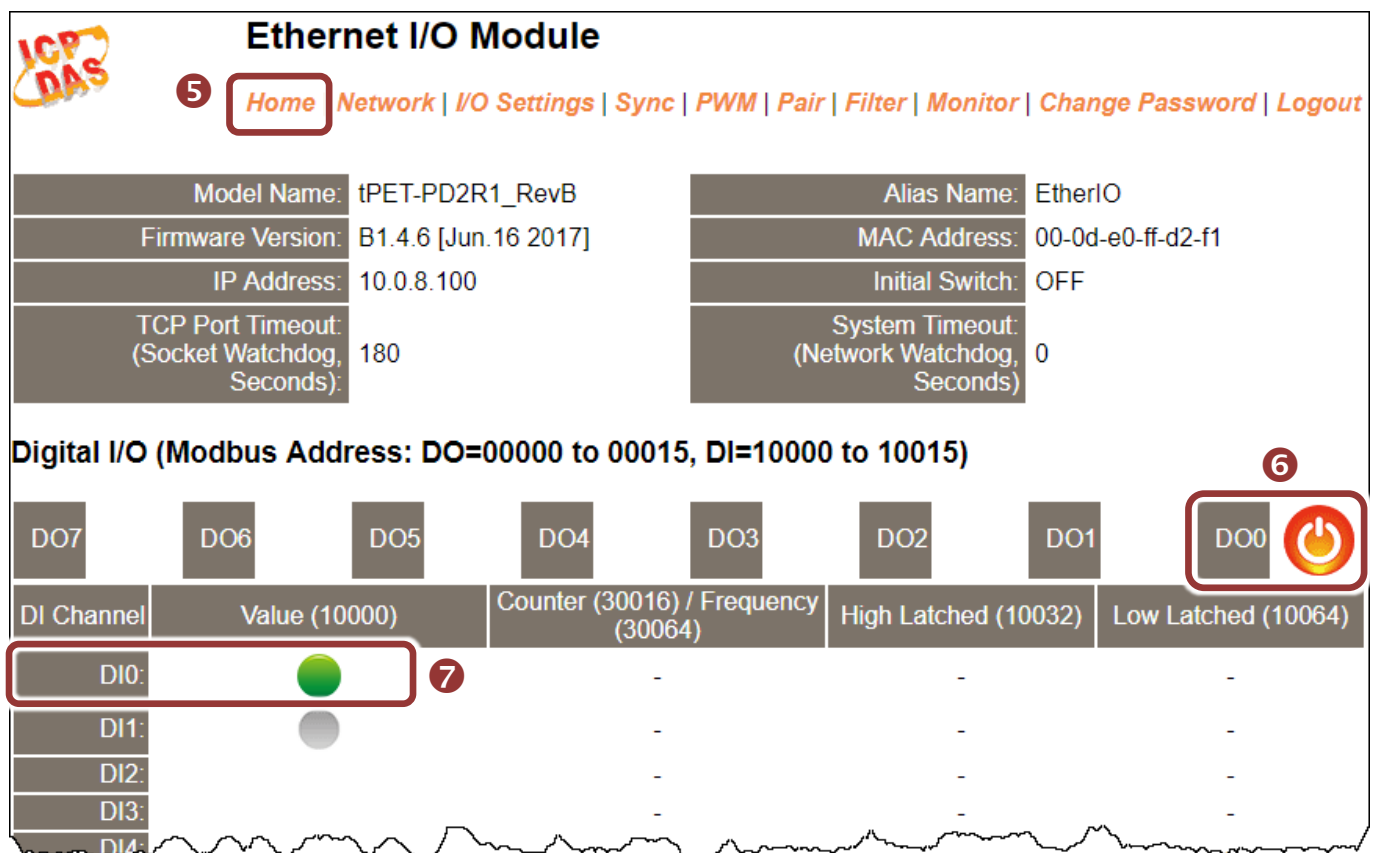 ICP DAS
Ethernet I/O Module
5
Home | Network | I/O Settings | Sync | PWM | Pair | Filter | Monitor | Change Password | Logout
Model Name: tPET-PD2R1_RevB Alias Name: EtherIO
Firmware Version: B1.4.6 [Jun.16 2017] MAC Address: 00-0d-e0-ff-d2-f1
IP Address: 10.0.8.100 Initial Switch: OFF
TCP Port Timeout:
(Socket Watchdog,
Seconds): 180
System Timeout:
(Network Watchdog,
Seconds) 0
Digital I/O (Modbus Address: DO=00000 to 00015, DI=10000 to 10015)
6
DO7 DO6 DO5 DO4 DO3 DO2 DO1 DO0
DI Channel Value (10000) Counter (30016) / Frequency (30064) High Latched (10032) Low Latched (10064)
DI0: 7 - - -
DI1: - - -
DI2: - - -
DI3: - - -
DI4: